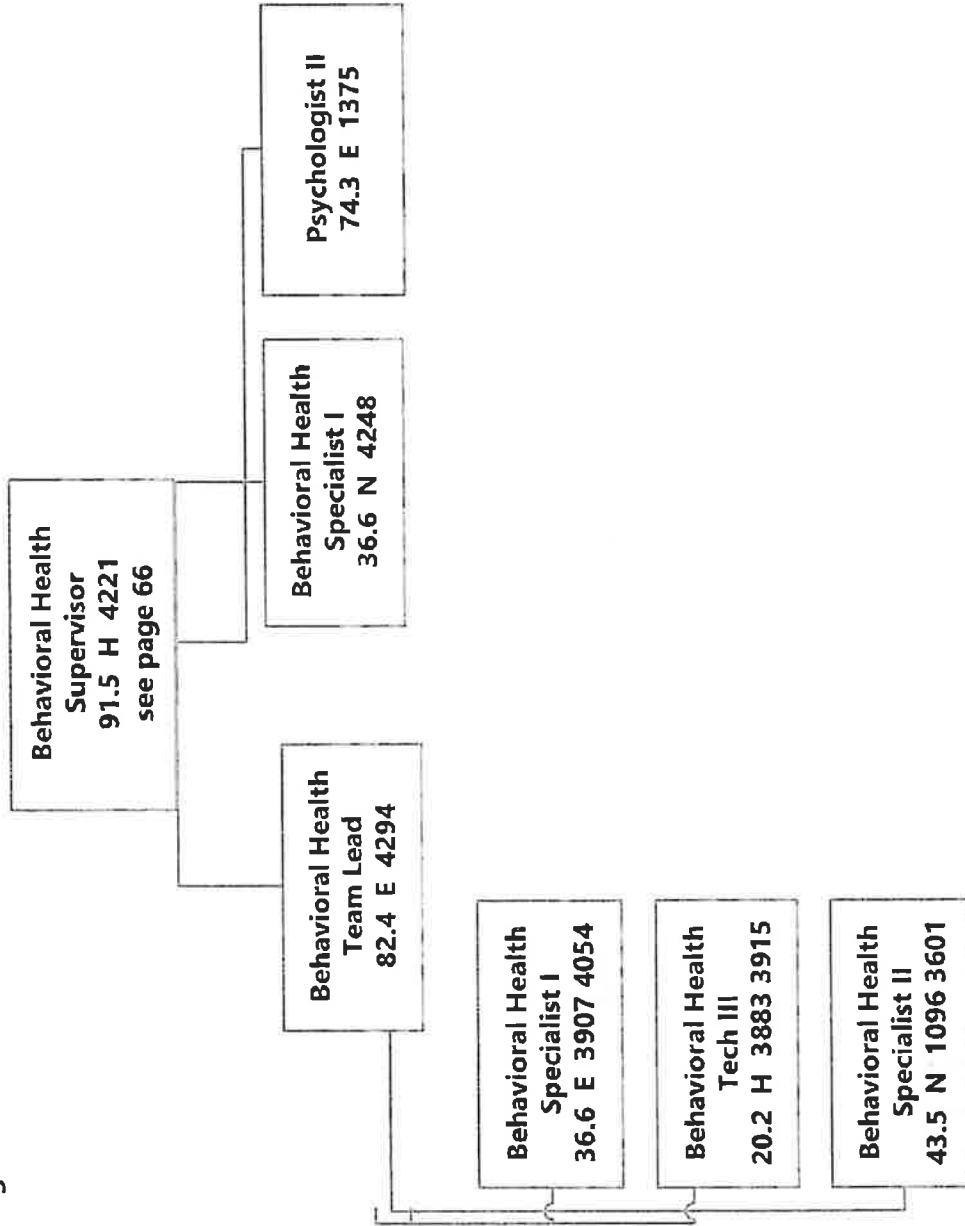 Behavioral Health
Supervisor
91.5 H 4221
see page 66
Behavioral Health
Team Lead
82.4 E 4294
Behavioral Health
Specialist I
36.6 N 4248
Psychologist II
74.3 E 1375
Behavioral Health
Specialist I
36.6 E 3907 4054
Behavioral Health
Tech III
20.2 H 3883 3915
Behavioral Health
Specialist II
43.5 N 1096 3601